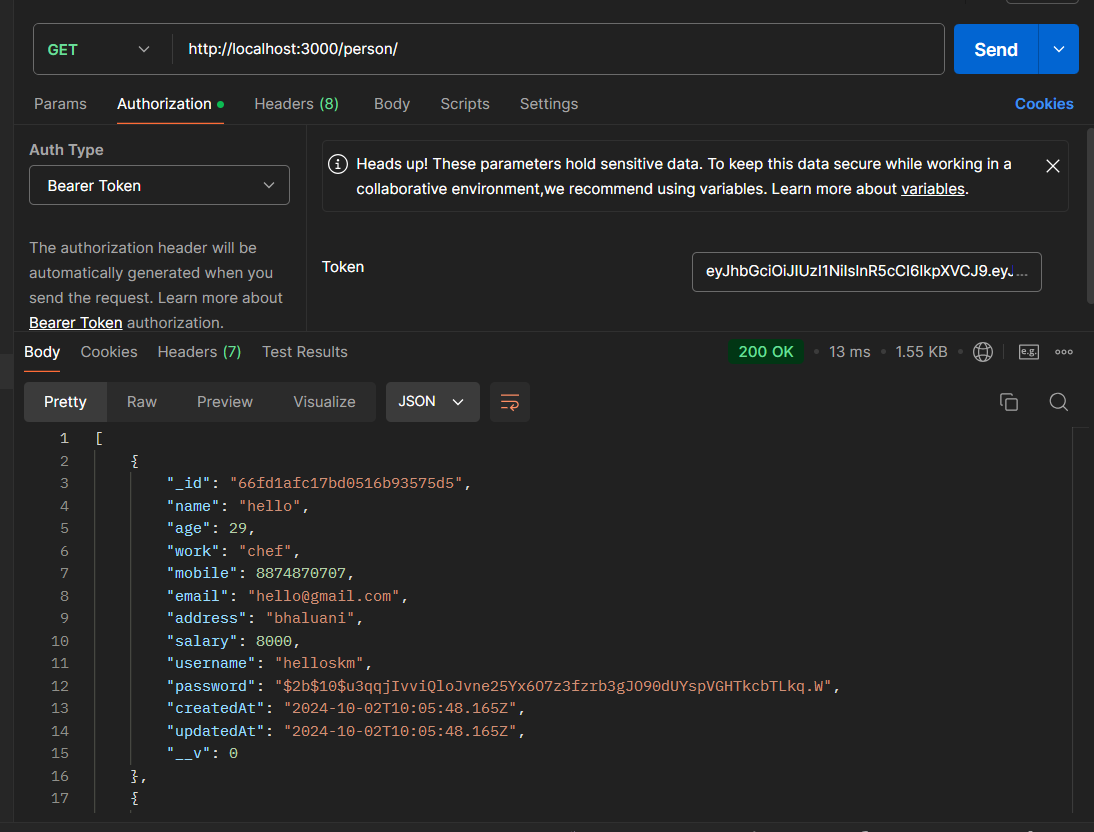 GET http://localhost:3000/person/ Send
Params Authorization Headers (8) Body Scripts Settings Cookies
Auth Type
Bearer Token
The authorization header will be
automatically generated when you
send the request. Learn more about
Bearer Token authorization.
Heads up! These parameters hold sensitive data. To keep this data secure while working in a
collaborative environment,we recommend using variables. Learn more about variables.
Token eyJhbGciOiJIUzI1NiIsInR5cCI6IkpXVCJ9.eyJ...
Body Cookies Headers (7) Test Results 200 OK 13 ms 1.55 KB e.g.
Pretty Raw Preview Visualize JSON
1 [
2 {
3 "_id": "66fd1afc17bd0516b93575d5",
4 "name": "hello",
5 "age": 29,
6 "work": "chef",
7 "mobile": 8874870707,
8 "email": "hello@gmail.com",
9 "address": "bhaluani",
10 "salary": 8000,
11 "username": "helloskm",
12 "password": "$2b$10$u3qqjIvviQloJvne25Yx6O7z3fzrb3gJO90dUYspVGHTkcbTLkq.W",
13 "createdAt": "2024-10-02T10:05:48.165Z",
14 "updatedAt": "2024-10-02T10:05:48.165Z",
15 "__v": 0
16 },
17 {